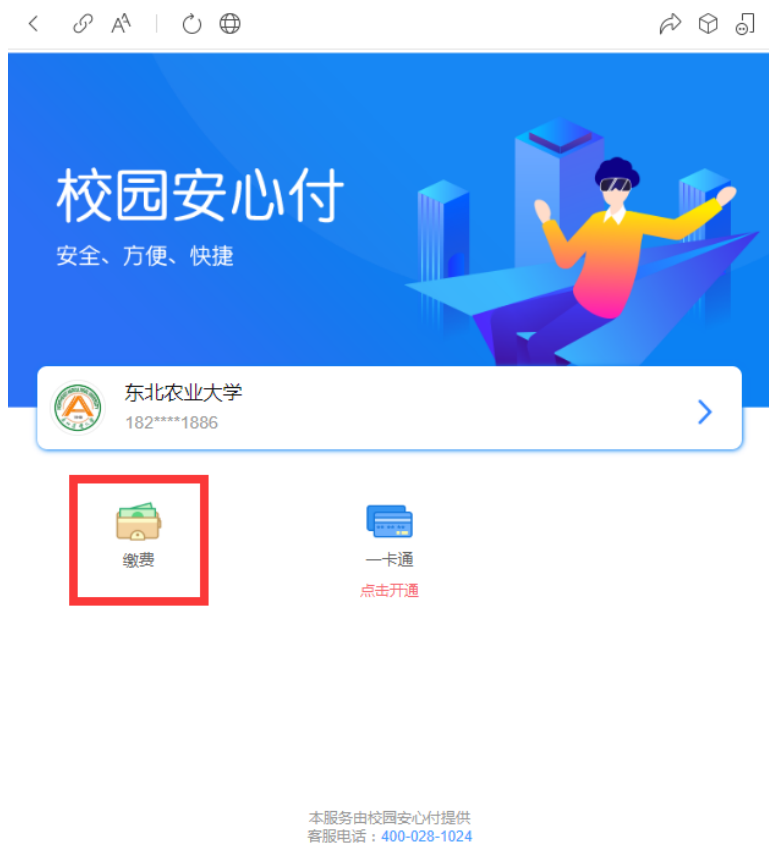 校园安心付
安全、方便、快捷
东北农业大学
182****1886
缴费
一卡通
点击开通
本服务由校园安心付提供
客服电话：400-028-1024